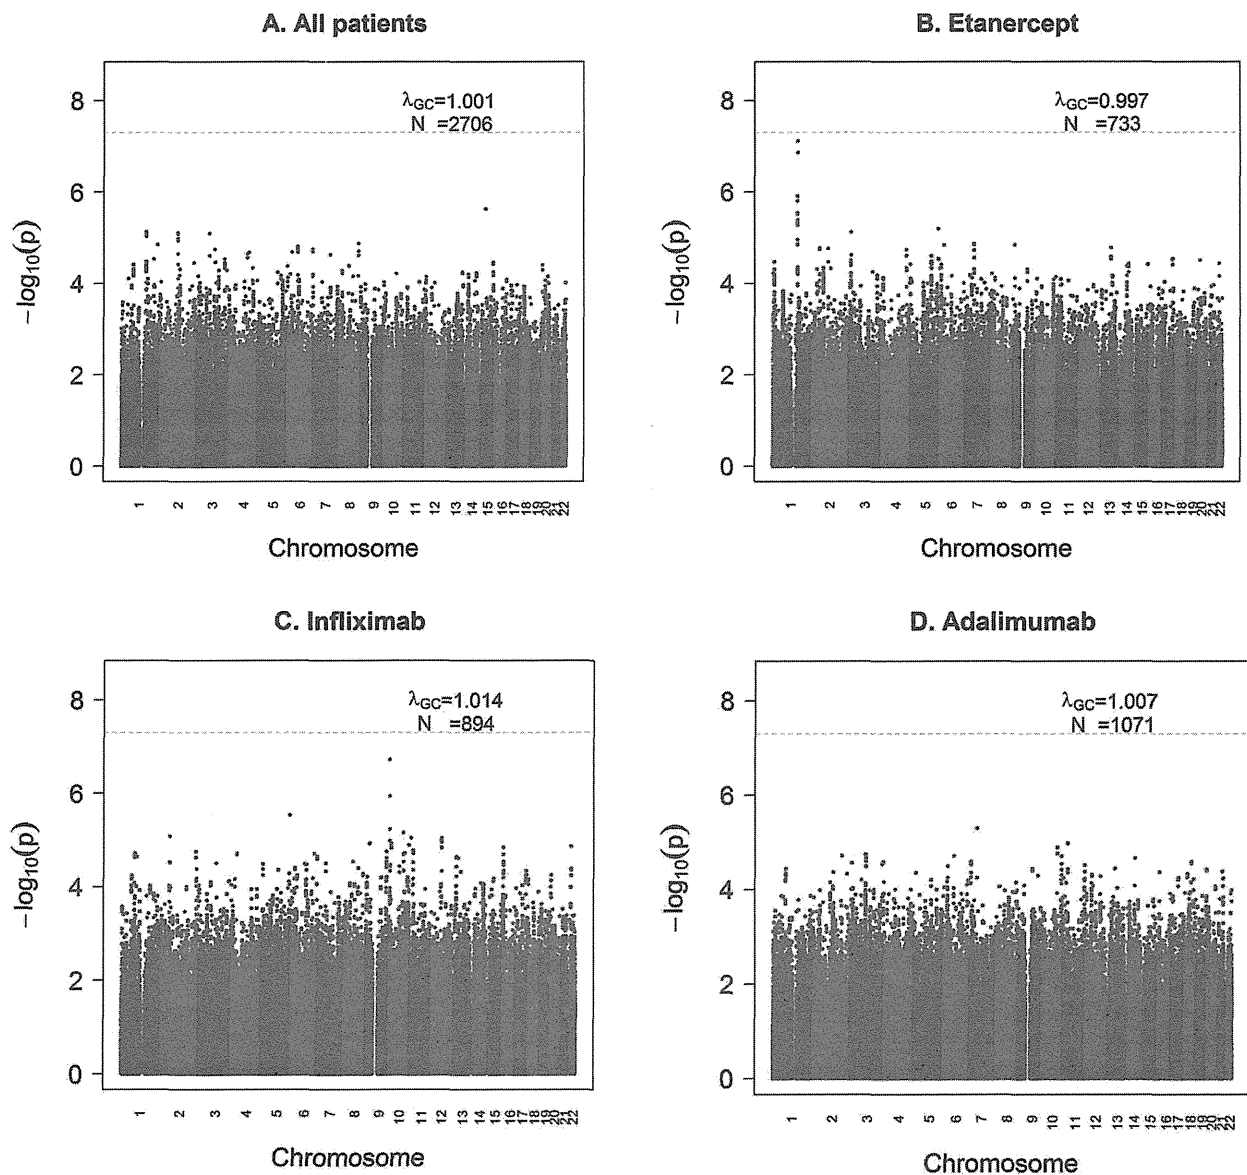 A. All patients
8
6
4
2
0
−log10(p)
λGC=1.001
N =2706
1 2 3 4 5 6 7 8 9 10 11 12 13 14 15 16 17 18 19 20 21 22
Chromosome
B. Etanercept
8
6
4
2
0
−log10(p)
λGC=0.997
N =733
1 2 3 4 5 6 7 8 9 10 11 12 13 14 15 16 17 18 19 20 21 22
Chromosome
C. Infliximab
8
6
4
2
0
−log10(p)
λGC=1.014
N =894
1 2 3 4 5 6 7 8 9 10 11 12 13 14 15 16 17 18 19 20 21 22
Chromosome
D. Adalimumab
8
6
4
2
0
−log10(p)
λGC=1.007
N =1071
1 2 3 4 5 6 7 8 9 10 11 12 13 14 15 16 17 18 19 20 21 22
Chromosome